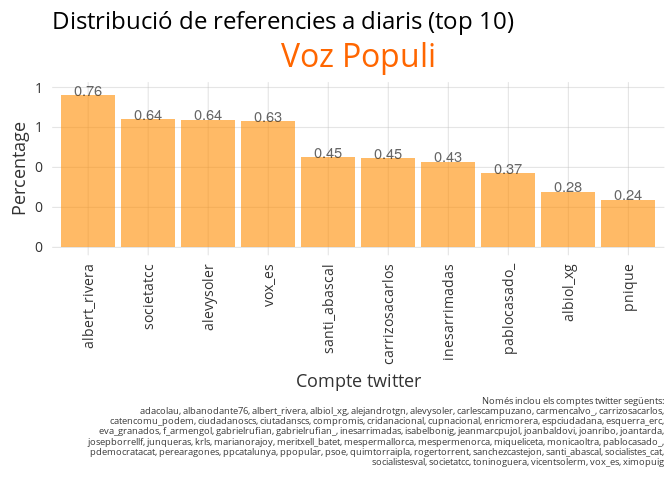 Distribució de referencies a diaris (top 10)
Voz Populi
Percentage
1
1
0
0
0
0.76
0.64
0.64
0.63
0.45
0.45
0.43
0.37
0.28
0.24
albert_rivera
societatcc
alevysoler
vox_es
santi_abascal
carrizosacarlos
inesarrimadas
pablocasado_
albiol_xg
pnique
Compte twitter
Només inclou els comptes twitter següents:
adacolau, albanodante76, albert_rivera, albiol_xg, alejandrotgn, alevysoler, carlescampuzano, carmencalvo_, carrizosacarlos,
catencomu_podem, ciudadanoscs, ciutadanscs, compromis, cridanacional, cupnacional, enricmorera, espciudadana, esquerra_erc,
eva_granados, f_armengol, gabrielrufian, gabrielrufian_, inesarrimadas, isabelbonig, jeanmarcpujol, joanbaldovi, joanribo, joantarda,
josepborrellf, junqueras, krls, marianorajoy, meritxell_batet, mespermallorca, mespermenorca, miqueliceta, monicaoltra, pablocasado_,
pdemocratacat, perearagones, ppcatalunya, ppopular, psoe, quimtorraipla, rogertorrent, sanchezcastejon, santi_abascal, socialistes_cat,
socialistesval, societatcc, toninoguera, vicentsolerm, vox_es, ximopuig